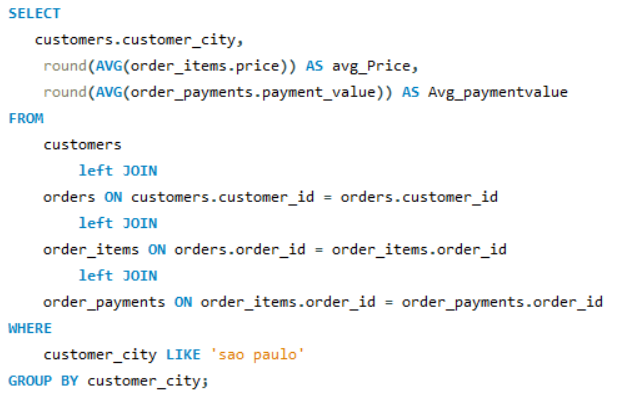 SELECT
customers.customer_city,
round(AVG(order_items.price)) AS avg_Price,
round(AVG(order_payments.payment_value)) AS Avg_paymentvalue
FROM
customers
left JOIN
orders ON customers.customer_id = orders.customer_id
left JOIN
order_items ON orders.order_id = order_items.order_id
left JOIN
order_payments ON order_items.order_id = order_payments.order_id
WHERE
customer_city LIKE 'sao paulo'
GROUP BY customer_city;